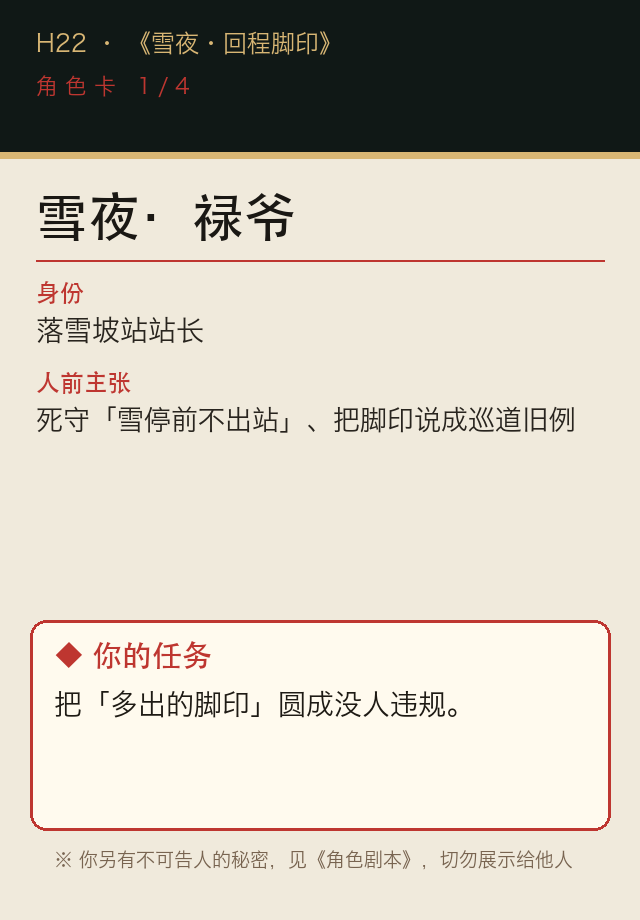 H22 · 《雪夜·回程脚印》
角色卡 1/4
雪夜· 禄爷
身份
落雪坡站站长
人前主张
死守「雪停前不出站」、把脚印说成巡道旧例
◆ 你的任务
把「多出的脚印」圆成没人违规。
※ 你另有不可告人的秘密，见《角色剧本》，切勿展示给他人